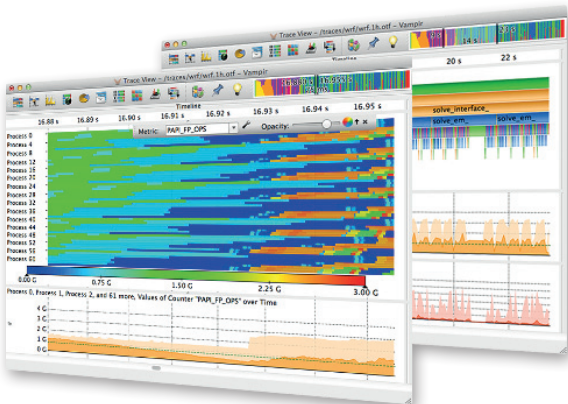 Trace View – /traces/wrf/wrf.1h.otf – Vampir
Timeline
20 s 22 s
solve_interface_
solve_em_ solve_em_
Trace View – /traces/wrf/wrf.1h.otf – Vampir
Timeline
16.88 s 16.89 s 16.90 s 16.91 s 16.92 s 16.93 s 16.94 s 16.95 s
Metric: PAPI_FP_OPS Opacity:
Process 0
Process 4
Process 8
Process 12
Process 16
Process 20
Process 24
Process 28
Process 32
Process 36
Process 40
Process 44
Process 48
Process 52
Process 56
Process 60
0.00 G 0.75 G 1.50 G 2.25 G 3.00 G
Process 0, Process 1, Process 2, and 61 more, Values of Counter "PAPI_FP_OPS" over Time
4 G
3 G
2 G
1 G
0 G